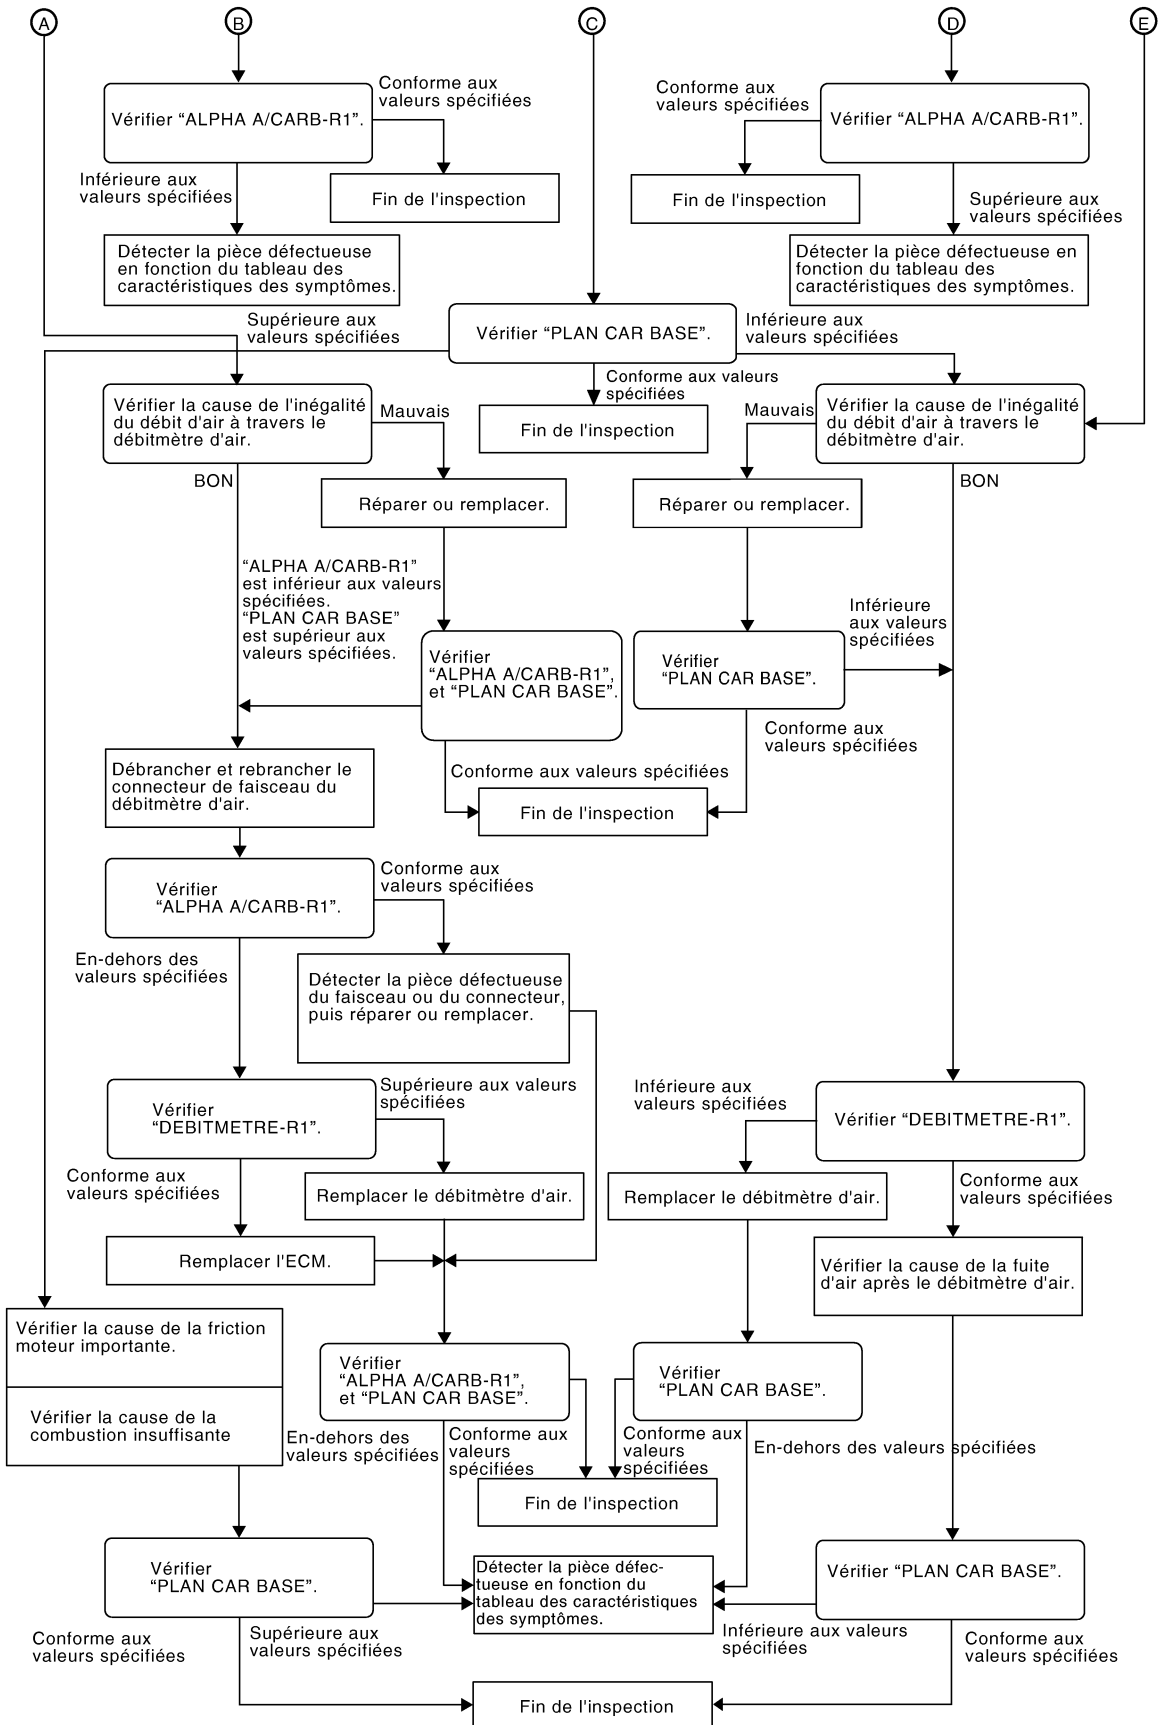 A
B
C
D
E
Conforme aux
valeurs spécifiées
Vérifier “ALPHA A/CARB-R1”.
Fin de l'inspection
Inférieure aux
valeurs spécifiées
Détecter la pièce défectueuse
en fonction du tableau des
caractéristiques des symptômes.
Conforme aux
valeurs spécifiées
Vérifier “ALPHA A/CARB-R1”.
Fin de l'inspection
Supérieure aux
valeurs spécifiées
Détecter la pièce défectueuse en
fonction du tableau des
caractéristiques des symptômes.
Supérieure aux
valeurs spécifiées
Vérifier “PLAN CAR BASE”.
Inférieure aux
valeurs spécifiées
Conforme aux valeurs
spécifiées
Fin de l'inspection
Vérifier la cause de l'inégalité
du débit d'air à travers le
débitmètre d'air.
Mauvais
BON
Réparer ou remplacer.
Mauvais
Vérifier la cause de l'inégalité
du débit d'air à travers le
débitmètre d'air.
BON
Réparer ou remplacer.
“ALPHA A/CARB-R1”
est inférieur aux valeurs
spécifiées.
“PLAN CAR BASE”
est supérieur aux
valeurs spécifiées.
Vérifier
“ALPHA A/CARB-R1”,
et “PLAN CAR BASE”.
Vérifier
“PLAN CAR BASE”.
Inférieure
aux valeurs
spécifiées
Conforme aux
valeurs spécifiées
Conforme aux valeurs spécifiées
Fin de l'inspection
Débrancher et rebrancher le
connecteur de faisceau du
débitmètre d'air.
Vérifier
“ALPHA A/CARB-R1”.
Conforme aux
valeurs spécifiées
En-dehors des
valeurs spécifiées
Détecter la pièce défectueuse
du faisceau ou du connecteur,
puis réparer ou remplacer.
Vérifier
“DEBITMETRE-R1”.
Supérieure aux valeurs
spécifiées
Conforme aux
valeurs spécifiées
Remplacer le débitmètre d'air.
Remplacer l'ECM.
Inférieure aux
valeurs spécifiées
Vérifier “DEBITMETRE-R1”.
Remplacer le débitmètre d'air.
Conforme aux
valeurs spécifiées
Vérifier la cause de la fuite
d'air après le débitmètre d'air.
Vérifier la cause de la friction
moteur importante.
Vérifier la cause de la
combustion insuffisante
Vérifier
“ALPHA A/CARB-R1”,
et “PLAN CAR BASE”.
Vérifier
“PLAN CAR BASE”.
En-dehors des
valeurs spécifiées
Conforme aux
valeurs
spécifiées
Conforme aux
valeurs
spécifiées
En-dehors des valeurs spécifiées
Fin de l'inspection
Vérifier
“PLAN CAR BASE”.
Détecter la pièce défec-
tueuse en fonction du
tableau des caractéristiques
des symptômes.
Vérifier “PLAN CAR BASE”.
Conforme aux
valeurs spécifiées
Supérieure aux
valeurs spécifiées
Inférieure aux valeurs
spécifiées
Conforme aux
valeurs spécifiées
Fin de l'inspection